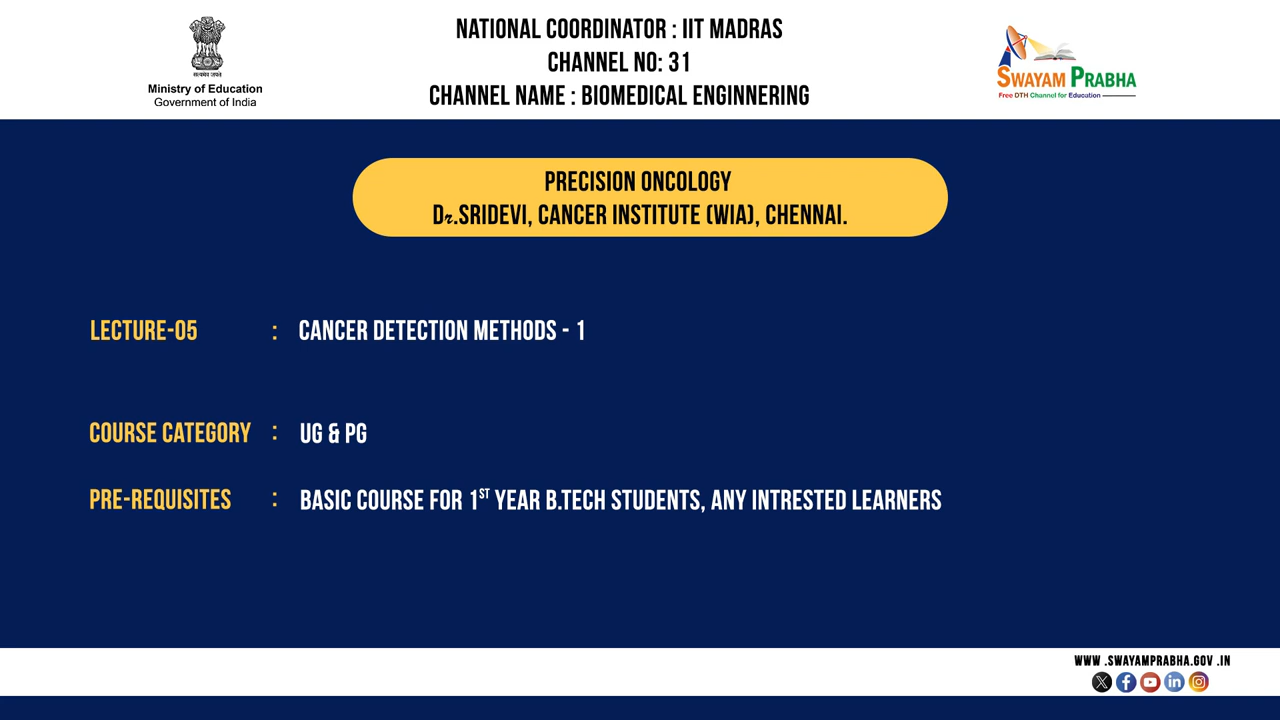 NATIONAL COORDINATOR : IIT MADRAS
CHANNEL NO: 31
CHANNEL NAME : BIOMEDICAL ENGINNERING
सत्यमेव जयते
Ministry of Education
Government of India
SWAYAM PRABHA
Free DTH Channel for Education
PRECISION ONCOLOGY
Dr.SRIDEVI, CANCER INSTITUTE (WIA), CHENNAI.
LECTURE-05 : CANCER DETECTION METHODS - 1
COURSE CATEGORY : UG & PG
PRE-REQUISITES : BASIC COURSE FOR 1ST YEAR B.TECH STUDENTS, ANY INTRESTED LEARNERS
WWW .SWAYAMPRABHA.GOV .IN